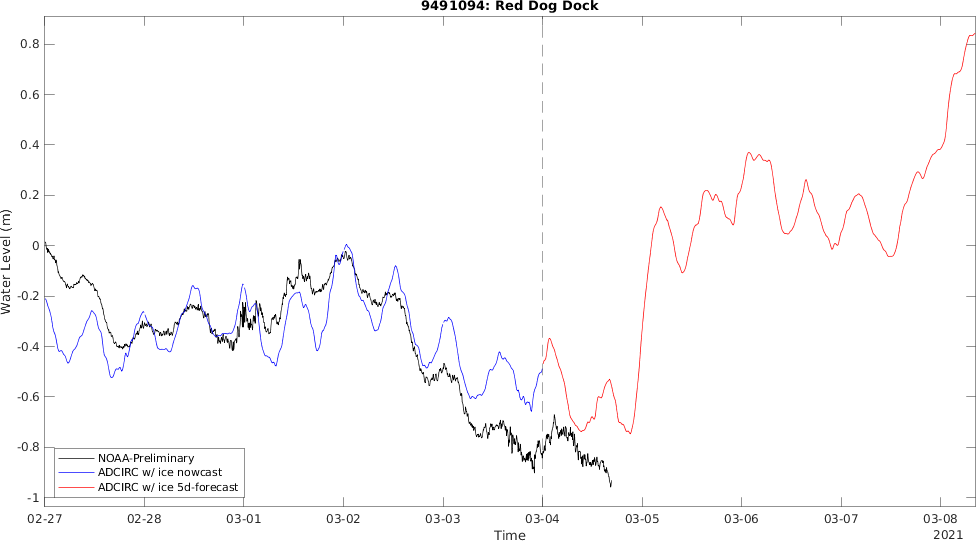 9491094: Red Dog Dock
Water Level (m)
0.8
0.6
0.4
0.2
0
-0.2
-0.4
-0.6
-0.8
-1
NOAA-Preliminary
ADCIRC w/ ice nowcast
ADCIRC w/ ice 5d-forecast
02-27 02-28 03-01 03-02 03-03 03-04 03-05 03-06 03-07 03-08
Time
2021